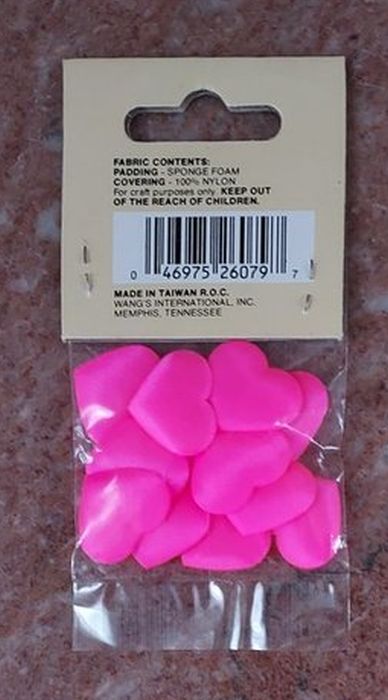 FABRIC CONTENTS:
PADDING - SPONGE FOAM
COVERING - 100% NYLON
For craft purposes only. KEEP OUT
OF THE REACH OF CHILDREN.
0 46975 26079 7
MADE IN TAIWAN R.O.C.
WANG'S INTERNATIONAL, INC.
MEMPHIS, TENNESSEE